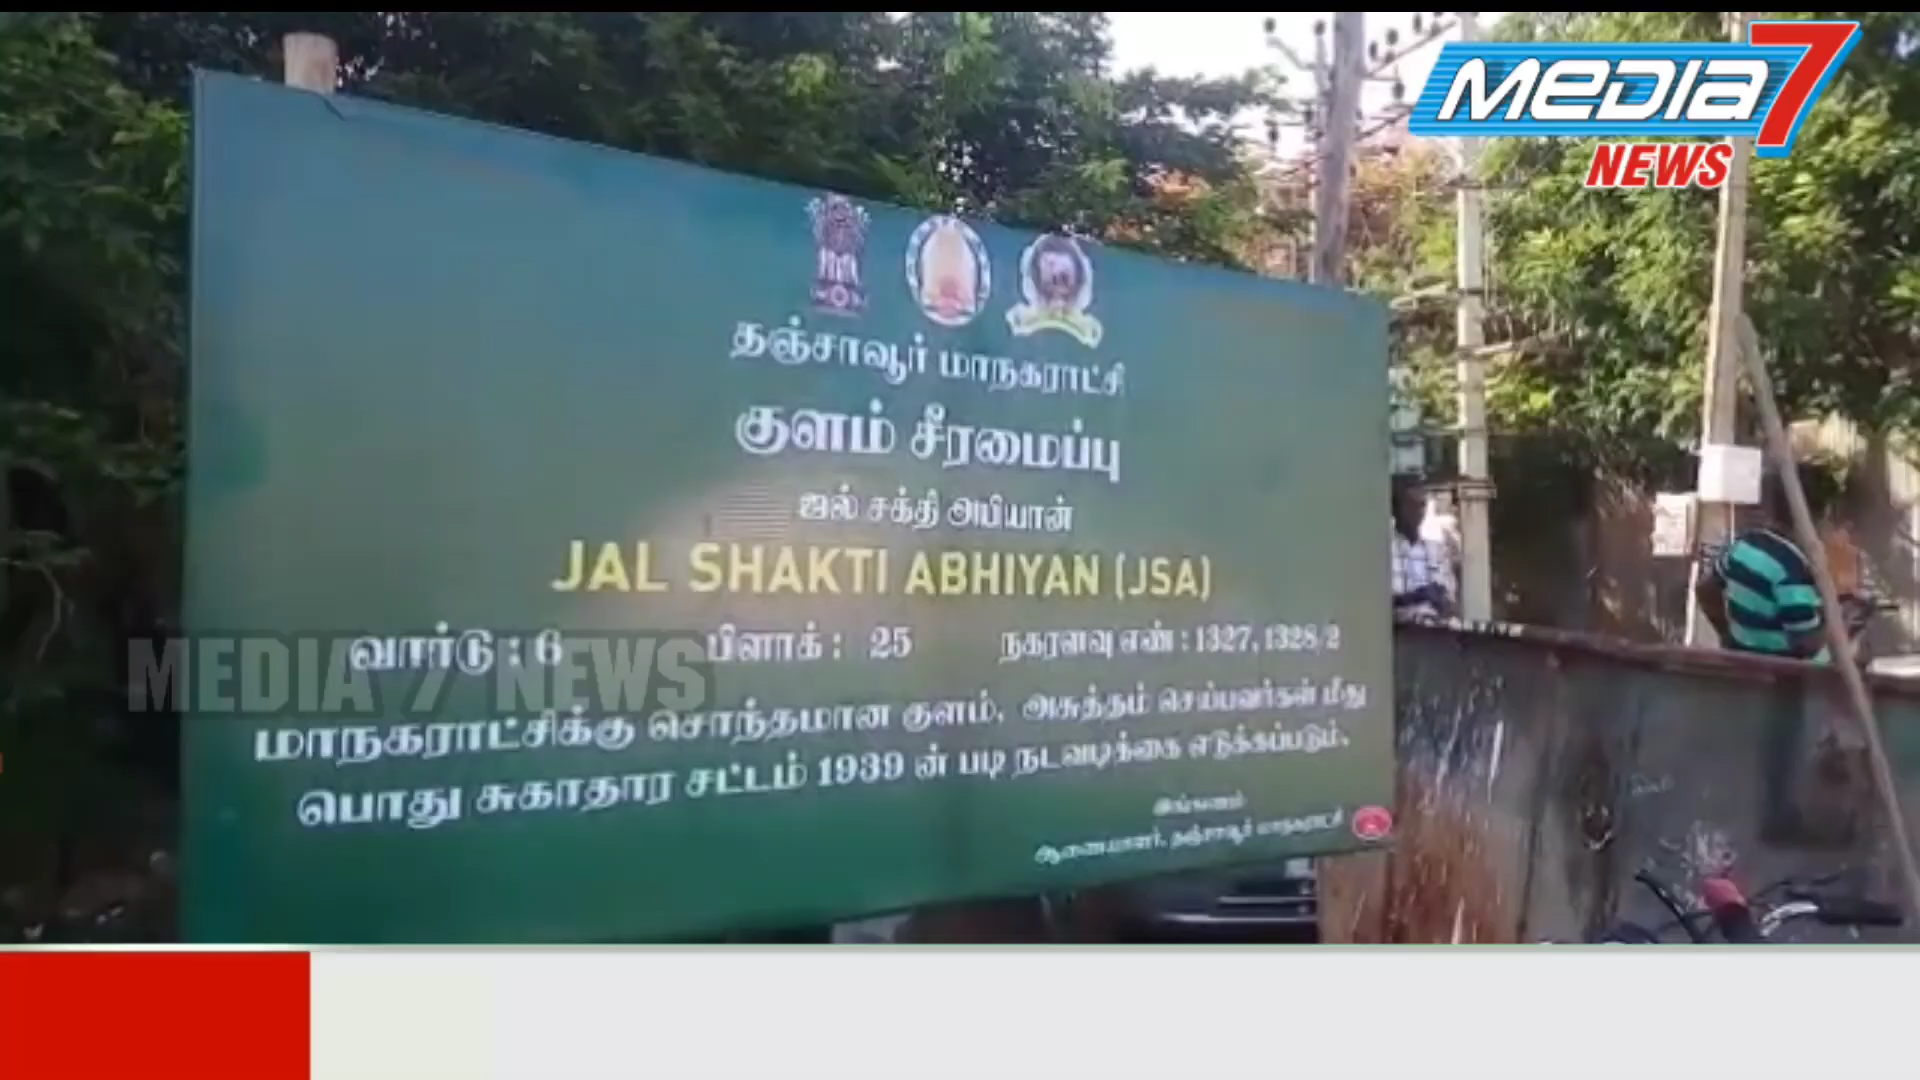 MEDIA 7
NEWS
தஞ்சாவூர் மாநகராட்சி
குளம் சீரமைப்பு
ஜல் சக்தி அபியான்
JAL SHAKTI ABHIYAN (JSA)
வார்டு : 6 பிளாக் : 25 நகரளவு எண் : 1327, 1328/2
MEDIA 7 NEWS
மாநகராட்சிக்கு சொந்தமான குளம், அசுத்தம் செய்பவர்கள் மீது
பொது சுகாதார சட்டம் 1939 ன் படி நடவடிக்கை எடுக்கப்படும்.
இங்ஙனம்
ஆணையாளர், தஞ்சாவூர் மாநகராட்சி